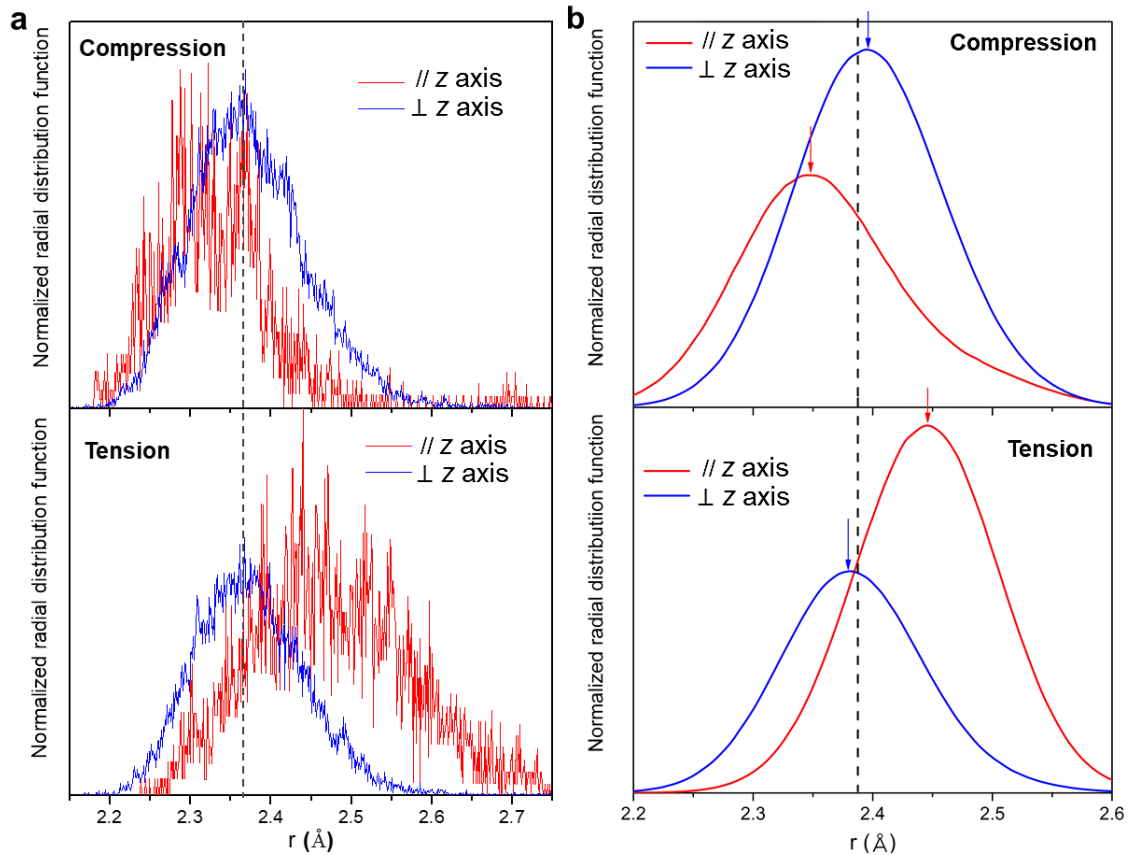 a
Compression
// z axis
⊥ z axis
Normalized radial distribution function
Tension
// z axis
⊥ z axis
Normalized radial distribution function
2.2 2.3 2.4 2.5 2.6 2.7
r (Å)
b
// z axis
⊥ z axis
Compression
Normalized radial distribution function
// z axis
⊥ z axis
Tension
Normalized radial distribution function
2.2 2.3 2.4 2.5 2.6
r (Å)